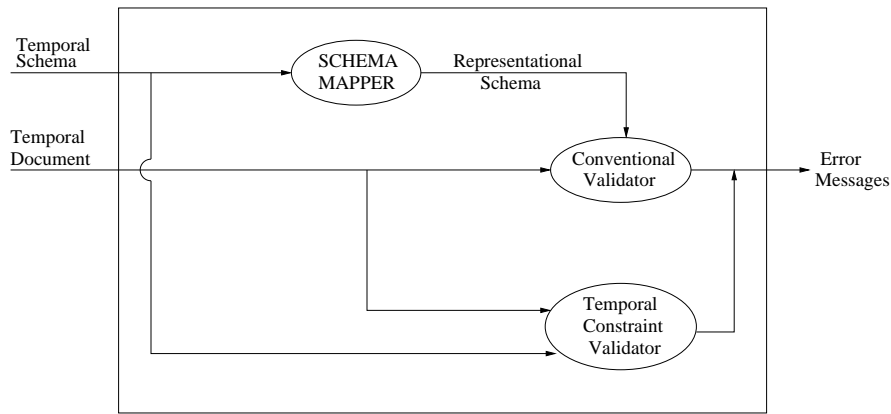 Temporal
Schema
SCHEMA
MAPPER
Representational
Schema
Temporal
Document
Conventional
Validator
Error
Messages
Temporal
Constraint
Validator